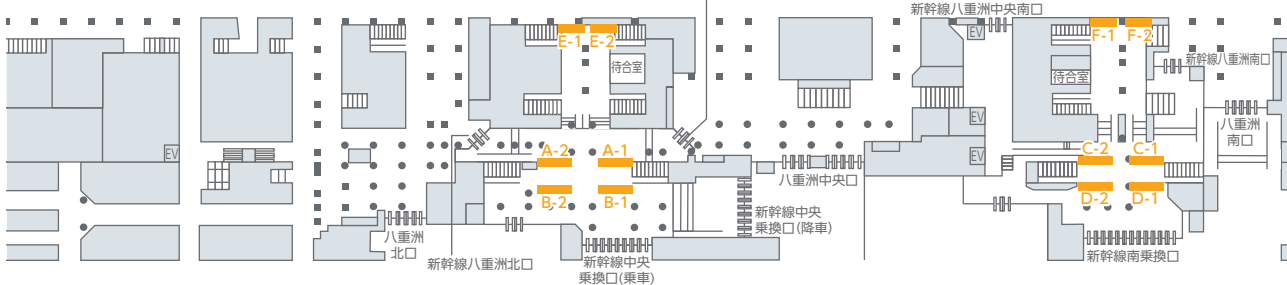 新幹線八重洲中央南口
EV
E-1
E-2
F-1
F-2
待合室
新幹線八重洲南口
待合室
EV
八重洲
南口
EV
A-2
A-1
C-2
C-1
EV
八重洲中央口
B-2
B-1
D-2
D-1
新幹線中央
乗換口(降車)
八重洲
北口
新幹線八重洲北口
新幹線中央
乗換口(乗車)
新幹線南乗換口